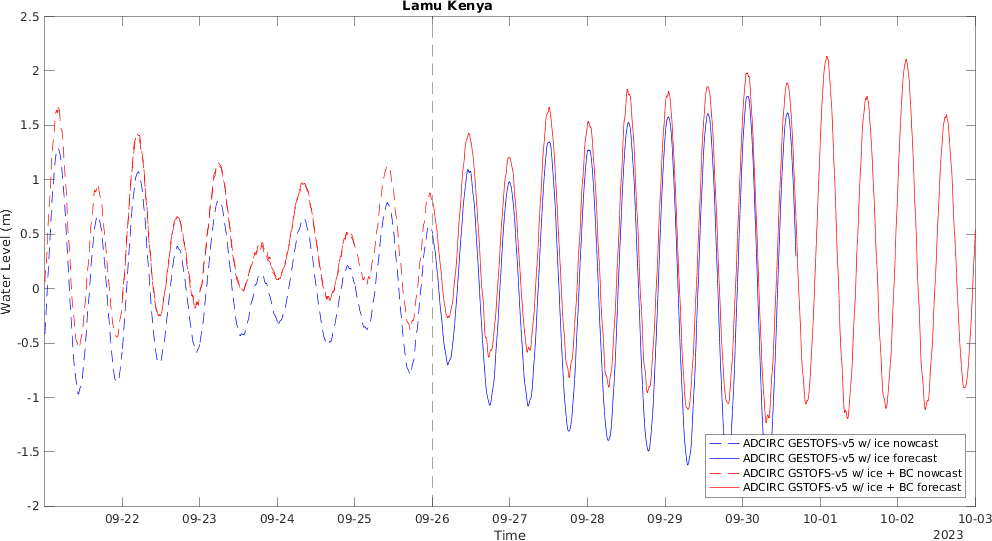 Lamu Kenya
2.5
2
1.5
1
0.5
0
-0.5
-1
-1.5
-2
Water Level (m)
09-22 09-23 09-24 09-25 09-26 09-27 09-28 09-29 09-30 10-01 10-02 10-03
Time
2023
ADCIRC GESTOFS-v5 w/ ice nowcast
ADCIRC GESTOFS-v5 w/ ice forecast
ADCIRC GSTOFS-v5 w/ ice + BC nowcast
ADCIRC GSTOFS-v5 w/ ice + BC forecast